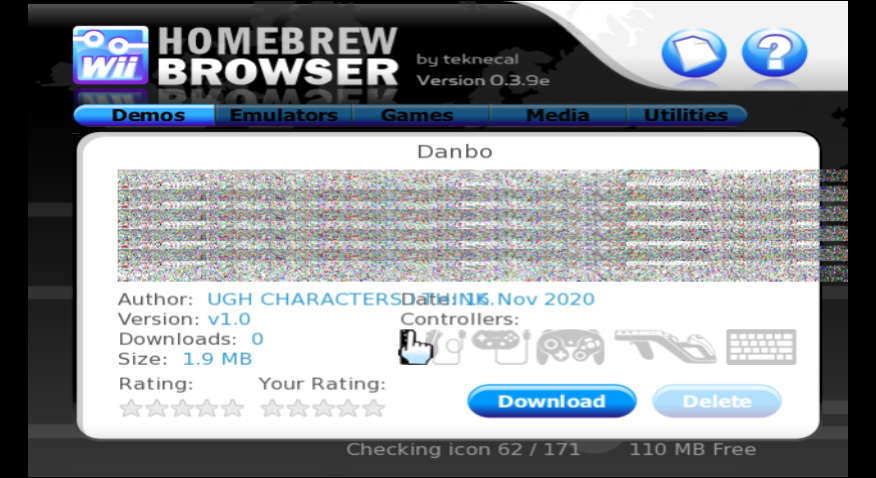 Wii HOMEBREW
BROWSER
by teknecal
Version 0.3.9e
Demos Emulators Games Media Utilities
Danbo
Author: UGH CHARACTERS I THINK. Date: 16 Nov 2020
Version: v1.0 Controllers:
Downloads: 0
Size: 1.9 MB
Rating: Your Rating:
Download Delete
Checking icon 62 / 171 110 MB Free